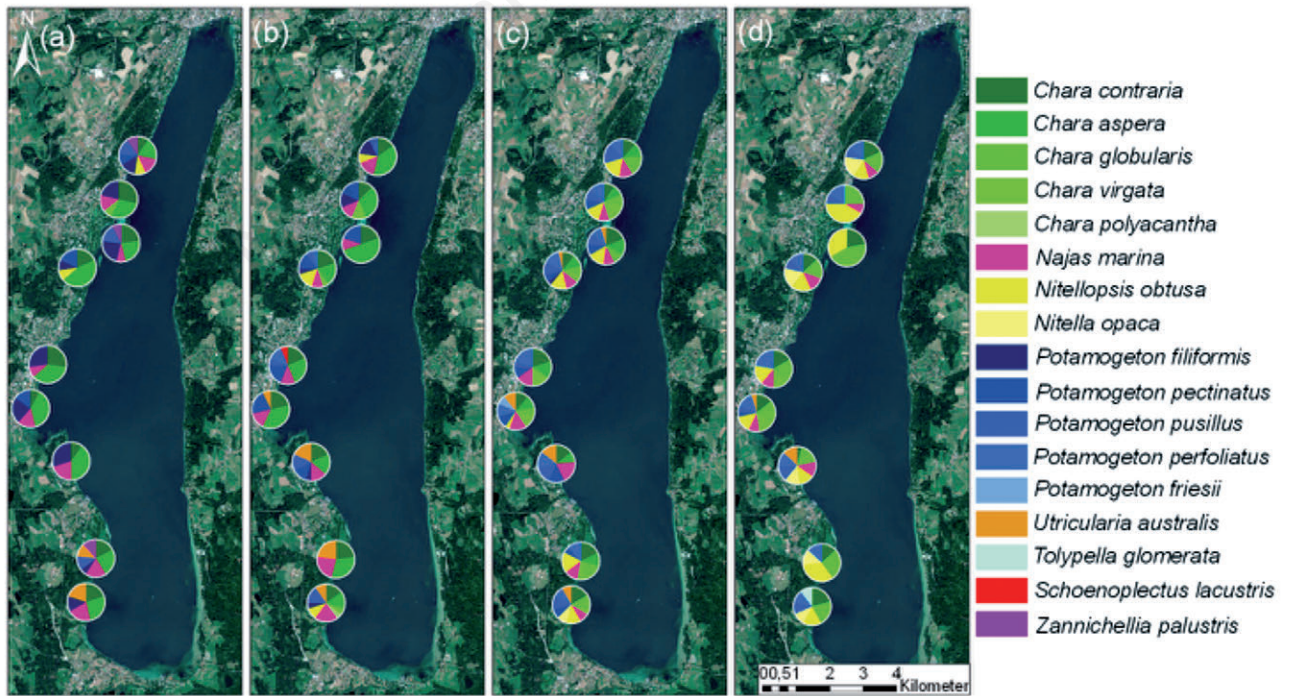 N
(a)
(b)
(c)
(d)
Chara contraria
Chara aspera
Chara globularis
Chara virgata
Chara polyacantha
Najas marina
Nitellopsis obtusa
Nitella opaca
Potamogeton filiformis
Potamogeton pectinatus
Potamogeton pusillus
Potamogeton perfoliatus
Potamogeton friesii
Utricularia australis
Tolypella glomerata
Schoenoplectus lacustris
Zannichellia palustris
00,51 2 3 4
Kilometer